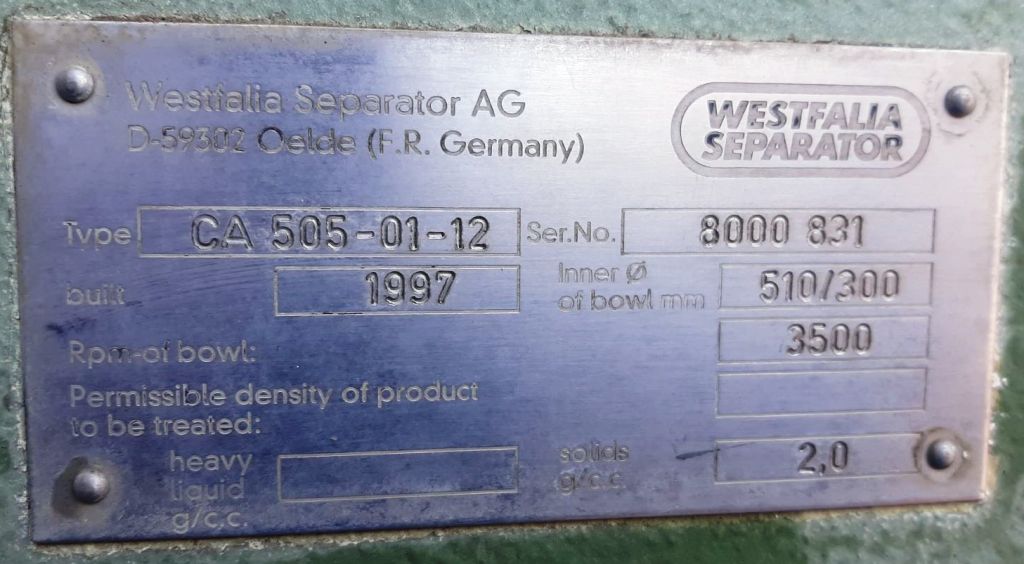 Westfalia Separator AG
D-59302 Oelde (F.R. Germany)
WESTFALIA
SEPARATOR
Type CA 505-01-12 Ser.No. 8000 831
built 1997 Inner Ø
of bowl mm 510/300
Rpm-of bowl: 3500
Permissible density of product
to be treated:
heavy
liquid
g/c.c.
solids
g/c.c. 2,0